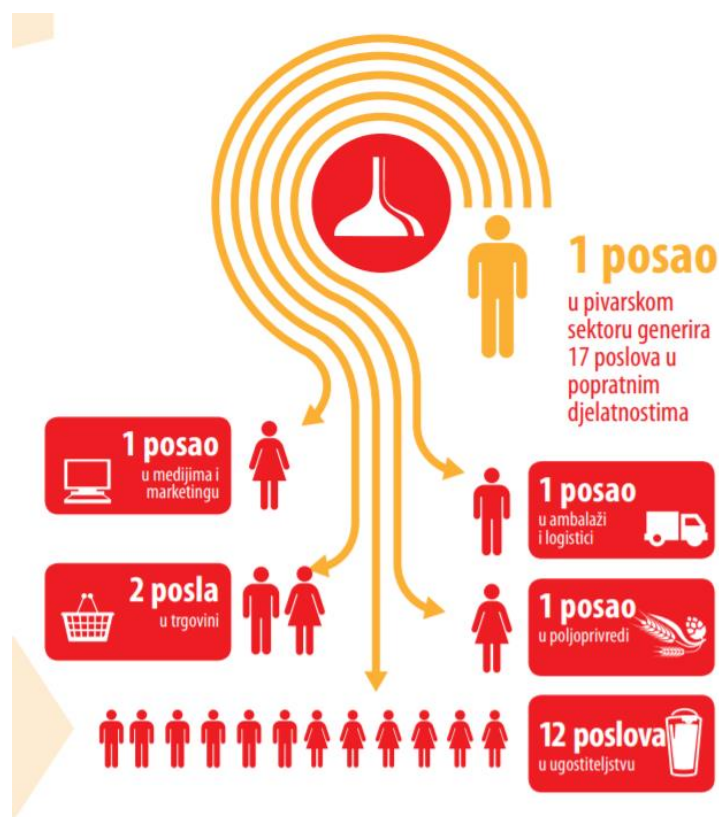 1 posao
u pivarskom
sektoru generira
17 poslova u
popratnim
djelatnostima
1 posao
u medijima i
marketingu
1 posao
u ambalaži
i logistici
2 posla
u trgovini
1 posao
u poljoprivredi
12 poslova
u ugostiteljstvu